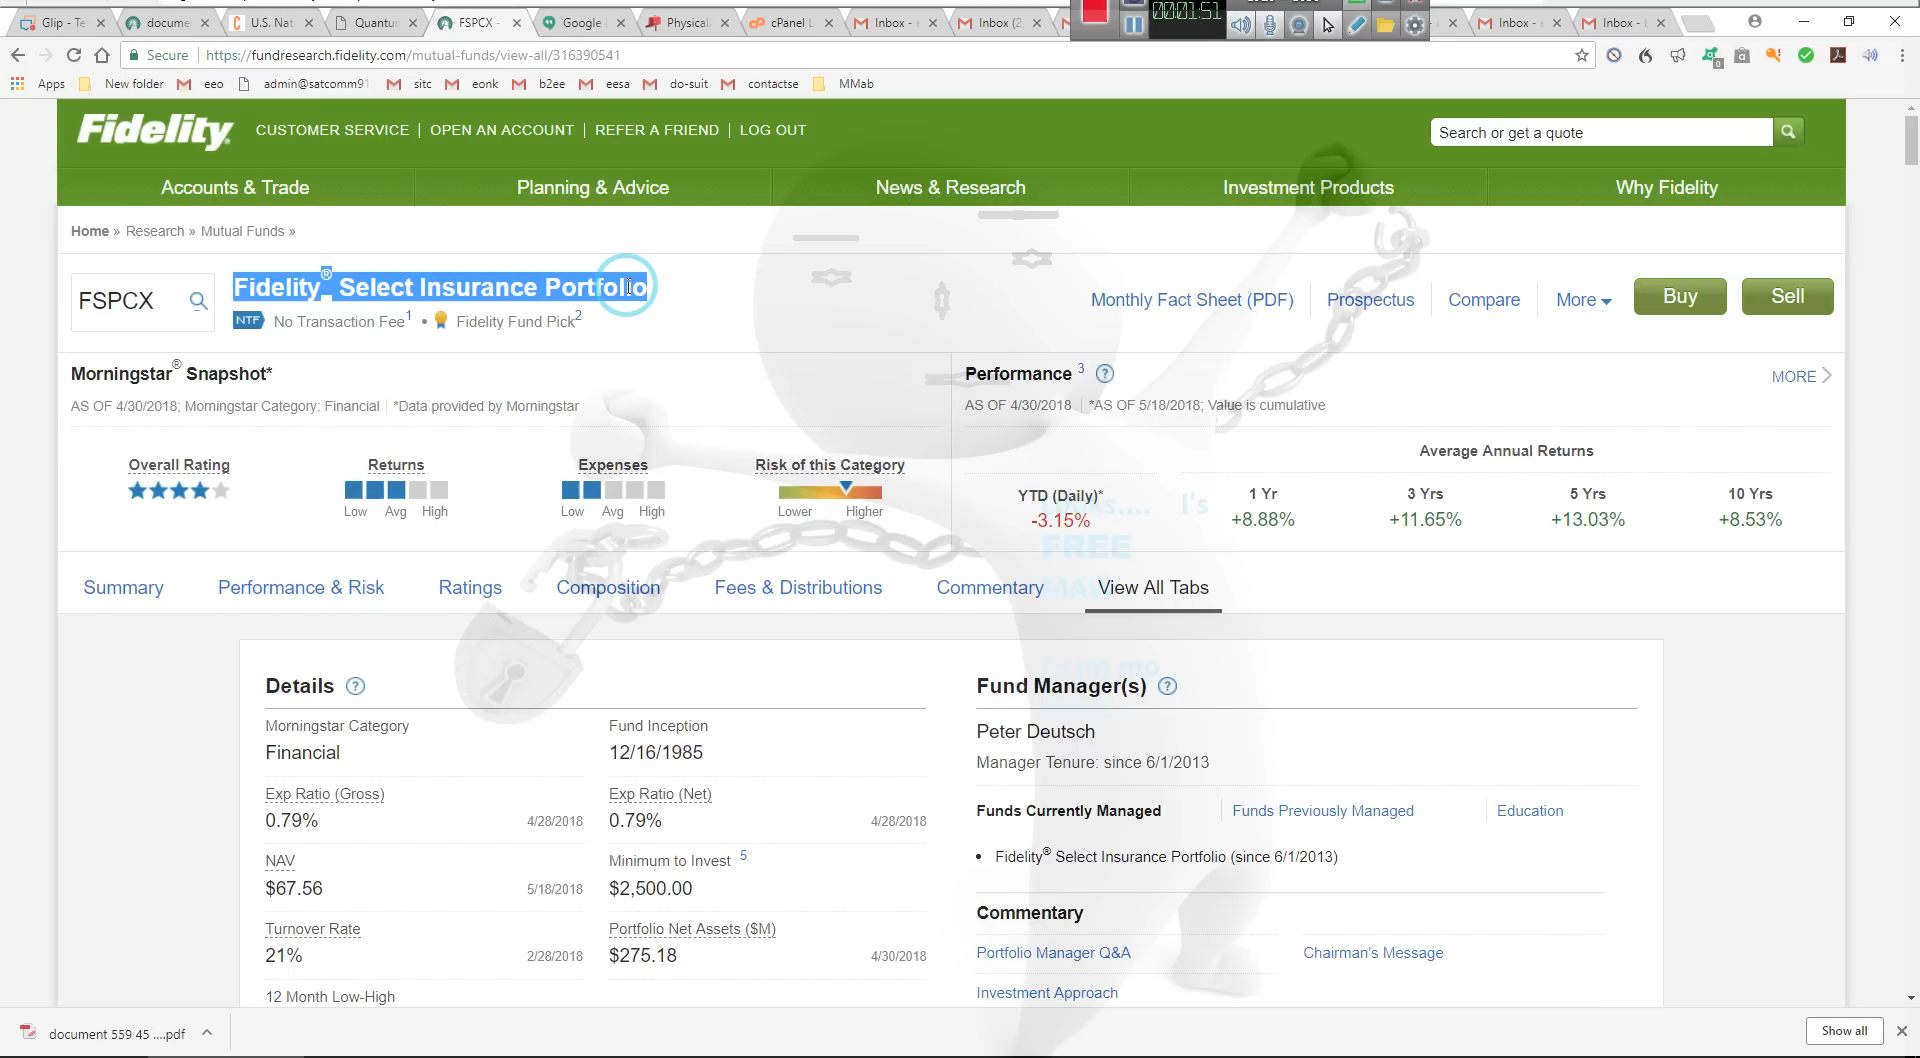 Glip - Te
docume
U.S. Nat
Quantur
FSPCX -
Google
Physical
cPanel L
Inbox - c
Inbox (2
Inbox - c
Inbox - l
00:01:51
Secure https://fundresearch.fidelity.com/mutual-funds/view-all/316390541
Apps New folder eeo admin@satcomm91 sitc eonk b2ee eesa do-suit contactse MMab
Fidelity CUSTOMER SERVICE | OPEN AN ACCOUNT | REFER A FRIEND | LOG OUT Search or get a quote
Accounts & Trade Planning & Advice News & Research Investment Products Why Fidelity
Home » Research » Mutual Funds »
FSPCX Fidelity® Select Insurance Portfolio
NTF No Transaction Fee1 • Fidelity Fund Pick2
Monthly Fact Sheet (PDF) Prospectus Compare More Buy Sell
Morningstar® Snapshot*
AS OF 4/30/2018; Morningstar Category: Financial | *Data provided by Morningstar
Overall Rating Returns Expenses Risk of this Category
Low Avg High Low Avg High Lower Higher
Performance 3 ? MORE
AS OF 4/30/2018 | *AS OF 5/18/2018; Value is cumulative
Average Annual Returns
YTD (Daily)* 1 Yr 3 Yrs 5 Yrs 10 Yrs
-3.15% +8.88% +11.65% +13.03% +8.53%
I's
FREE
Summary Performance & Risk Ratings Composition Fees & Distributions Commentary View All Tabs
Details ?
Morningstar Category Fund Inception
Financial 12/16/1985
Exp Ratio (Gross) Exp Ratio (Net)
0.79% 4/28/2018 0.79% 4/28/2018
NAV Minimum to Invest 5
$67.56 5/18/2018 $2,500.00
Turnover Rate Portfolio Net Assets ($M)
21% 2/28/2018 $275.18 4/30/2018
12 Month Low-High
Fund Manager(s) ?
Peter Deutsch
Manager Tenure: since 6/1/2013
Funds Currently Managed Funds Previously Managed Education
• Fidelity® Select Insurance Portfolio (since 6/1/2013)
Commentary
Portfolio Manager Q&A Chairman's Message
Investment Approach
document 559 45 ....pdf Show all